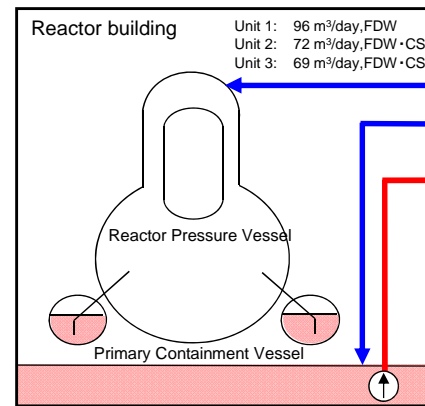 Reactor building
Unit 1: 96 m³/day,FDW
Unit 2: 72 m³/day,FDW・CS
Unit 3: 69 m³/day,FDW・CS
Reactor Pressure Vessel
Primary Containment Vessel